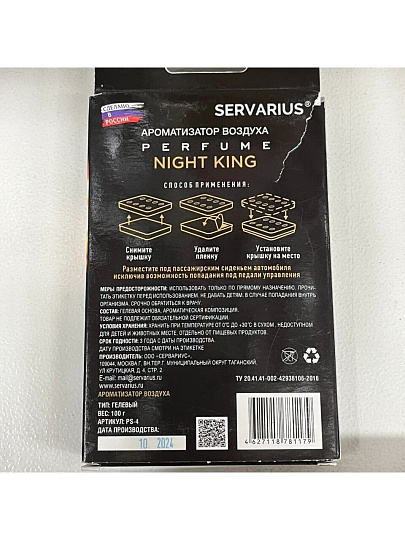 СДЕЛАНО
В
РОССИИ
SERVARIUS®
АРОМАТИЗАТОР ВОЗДУХА
PERFUME
NIGHT KING
СПОСОБ ПРИМЕНЕНИЯ:
Снимите крышку
Удалите пленку
Установите крышку на место
Разместите под пассажирским сиденьем автомобиля
исключив возможность попадания под педали управления
МЕРЫ ПРЕДОСТОРОЖНОСТИ: ИСПОЛЬЗОВАТЬ ТОЛЬКО ПО ПРЯМОМУ НАЗНАЧЕНИЮ. ПРОЧИ-
ТАТЬ ЭТИКЕТКУ ПЕРЕД ИСПОЛЬЗОВАНИЕМ. НЕ ДАВАТЬ ДЕТЯМ. В СЛУЧАЕ ПОПАДАНИЯ ВНУТРЬ
ОРГАНИЗМА, СРОЧНО ОБРАТИТЬСЯ К ВРАЧУ.
СОСТАВ: ГЕЛЕВАЯ ОСНОВА, АРОМАТИЧЕСКАЯ КОМПОЗИЦИЯ.
ТОВАР НЕ ПОДЛЕЖИТ ОБЯЗАТЕЛЬНОЙ СЕРТИФИКАЦИИ.
УСЛОВИЯ ХРАНЕНИЯ: ХРАНИТЬ ПРИ ТЕМПЕРАТУРЕ ОТ 0°С ДО +30°С В СУХОМ , НЕДОСТУПНОМ
ДЛЯ ДЕТЕЙ И ЖИВОТНЫХ МЕСТЕ, ОТДЕЛЬНО ОТ ПИЩЕВЫХ ПРОДУКТОВ.
СРОК ГОДНОСТИ: 3 ГОДА С ДАТЫ ПРОИЗВОДСТВА
ДАТУ ПРОИЗВОДСТВА СМОТРИ НА ЭТИКЕТКЕ
ПРОИЗВОДИТЕЛЬ: ООО «СЕРВАРИУС»,
109044, МОСКВА Г. ВН.ТЕР.Г. МУНИЦИПАЛЬНЫЙ ОКРУГ ТАГАНСКИЙ,
УЛ КРУТИЦКАЯ, Д. 4, СТР. 2
E-mail: mail@servarius.ru
www.servarius.ru
ТУ 20.41.41-002-42936106-2016
АРОМАТИЗАТОР ВОЗДУХА
ТИП: ГЕЛЕВЫЙ
ВЕС: 100 г
АРТИКУЛ: PS-4
ДАТА ПРОИЗВОДСТВА:
10. 2024
4627118781179